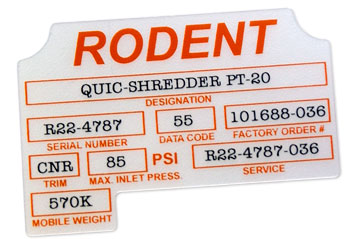 RODENT
QUIC-SHREDDER PT-20
DESIGNATION
R22-4787 55 101688-036
SERIAL NUMBER DATA CODE FACTORY ORDER #
CNR 85 PSI R22-4787-036
TRIM MAX. INLET PRESS. SERVICE
570K
MOBILE WEIGHT